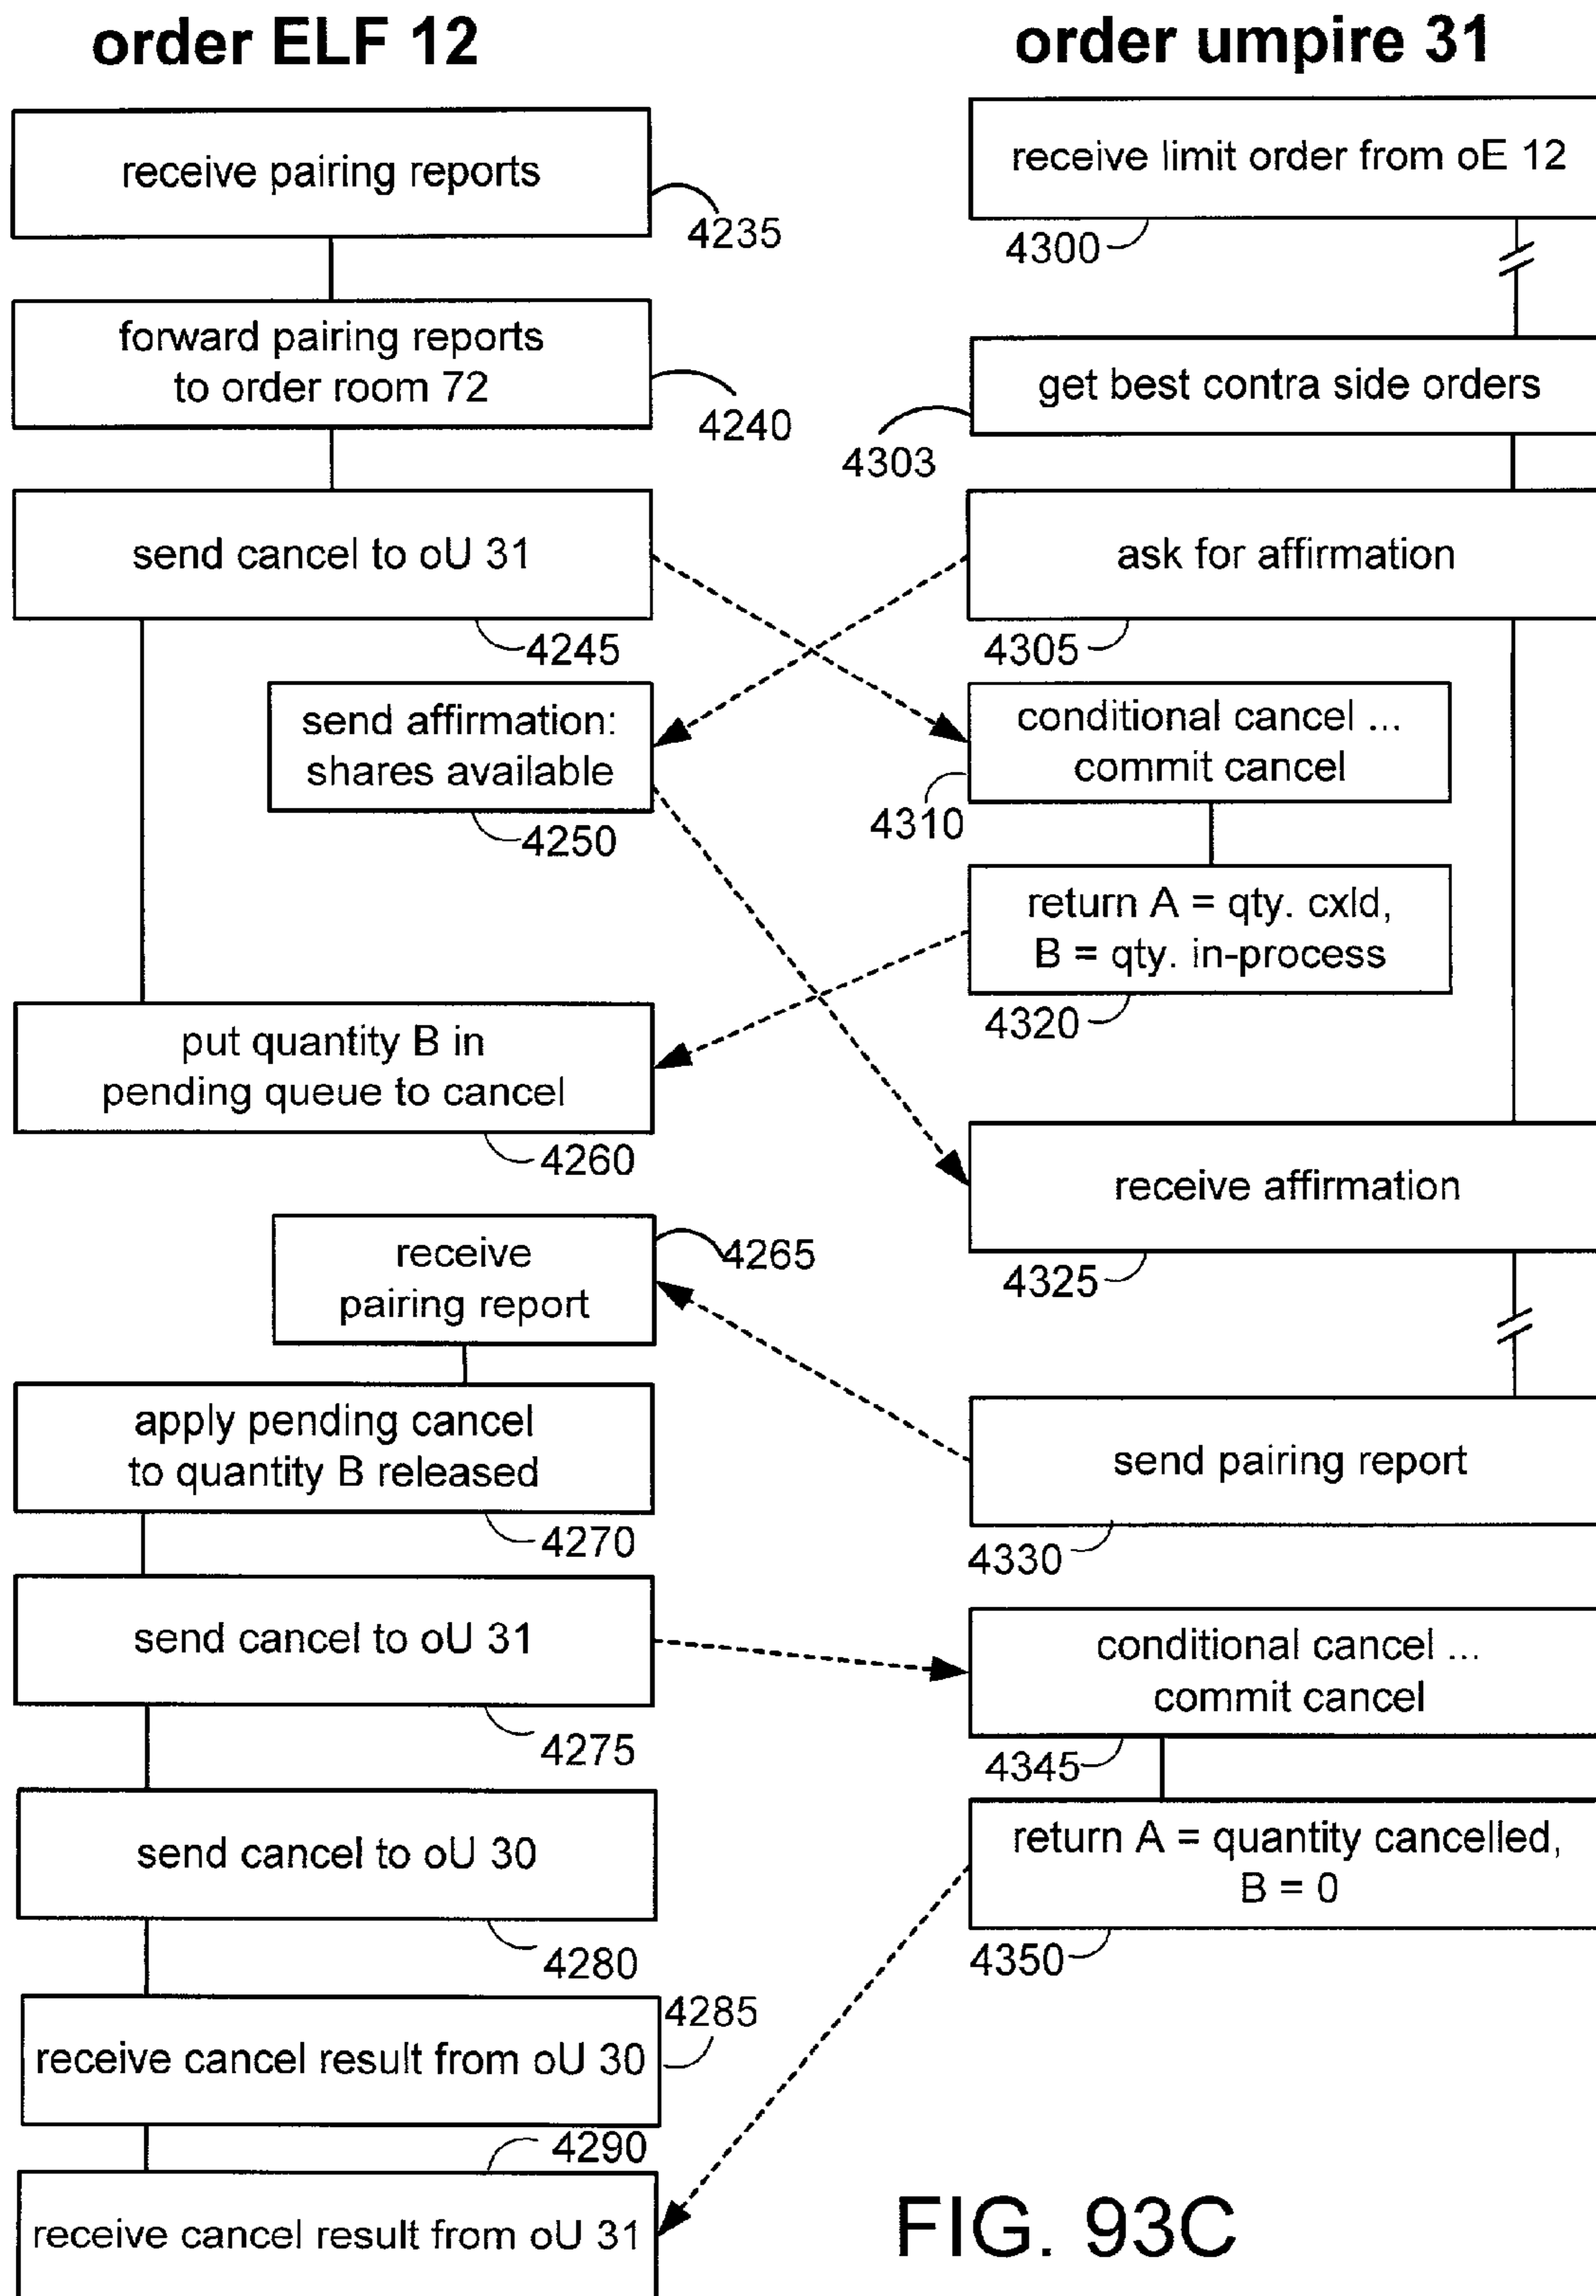 order ELF 12
receive pairing reports
4235
forward pairing reports
to order room 72
4240
send cancel to oU 31
4245
send affirmation:
shares available
4250
put quantity B in
pending queue to cancel
4260
receive
pairing report
4265
apply pending cancel
to quantity B released
4270
send cancel to oU 31
4275
send cancel to oU 30
4280
receive cancel result from oU 30
4285
4290
receive cancel result from oU 31
order umpire 31
receive limit order from oE 12
4300
get best contra side orders
4303
ask for affirmation
4305
conditional cancel ...
commit cancel
4310
return A = qty. cxld,
B = qty. in-process
4320
receive affirmation
4325
send pairing report
4330
conditional cancel ...
commit cancel
4345
return A = quantity cancelled,
B = 0
4350
FIG. 93C